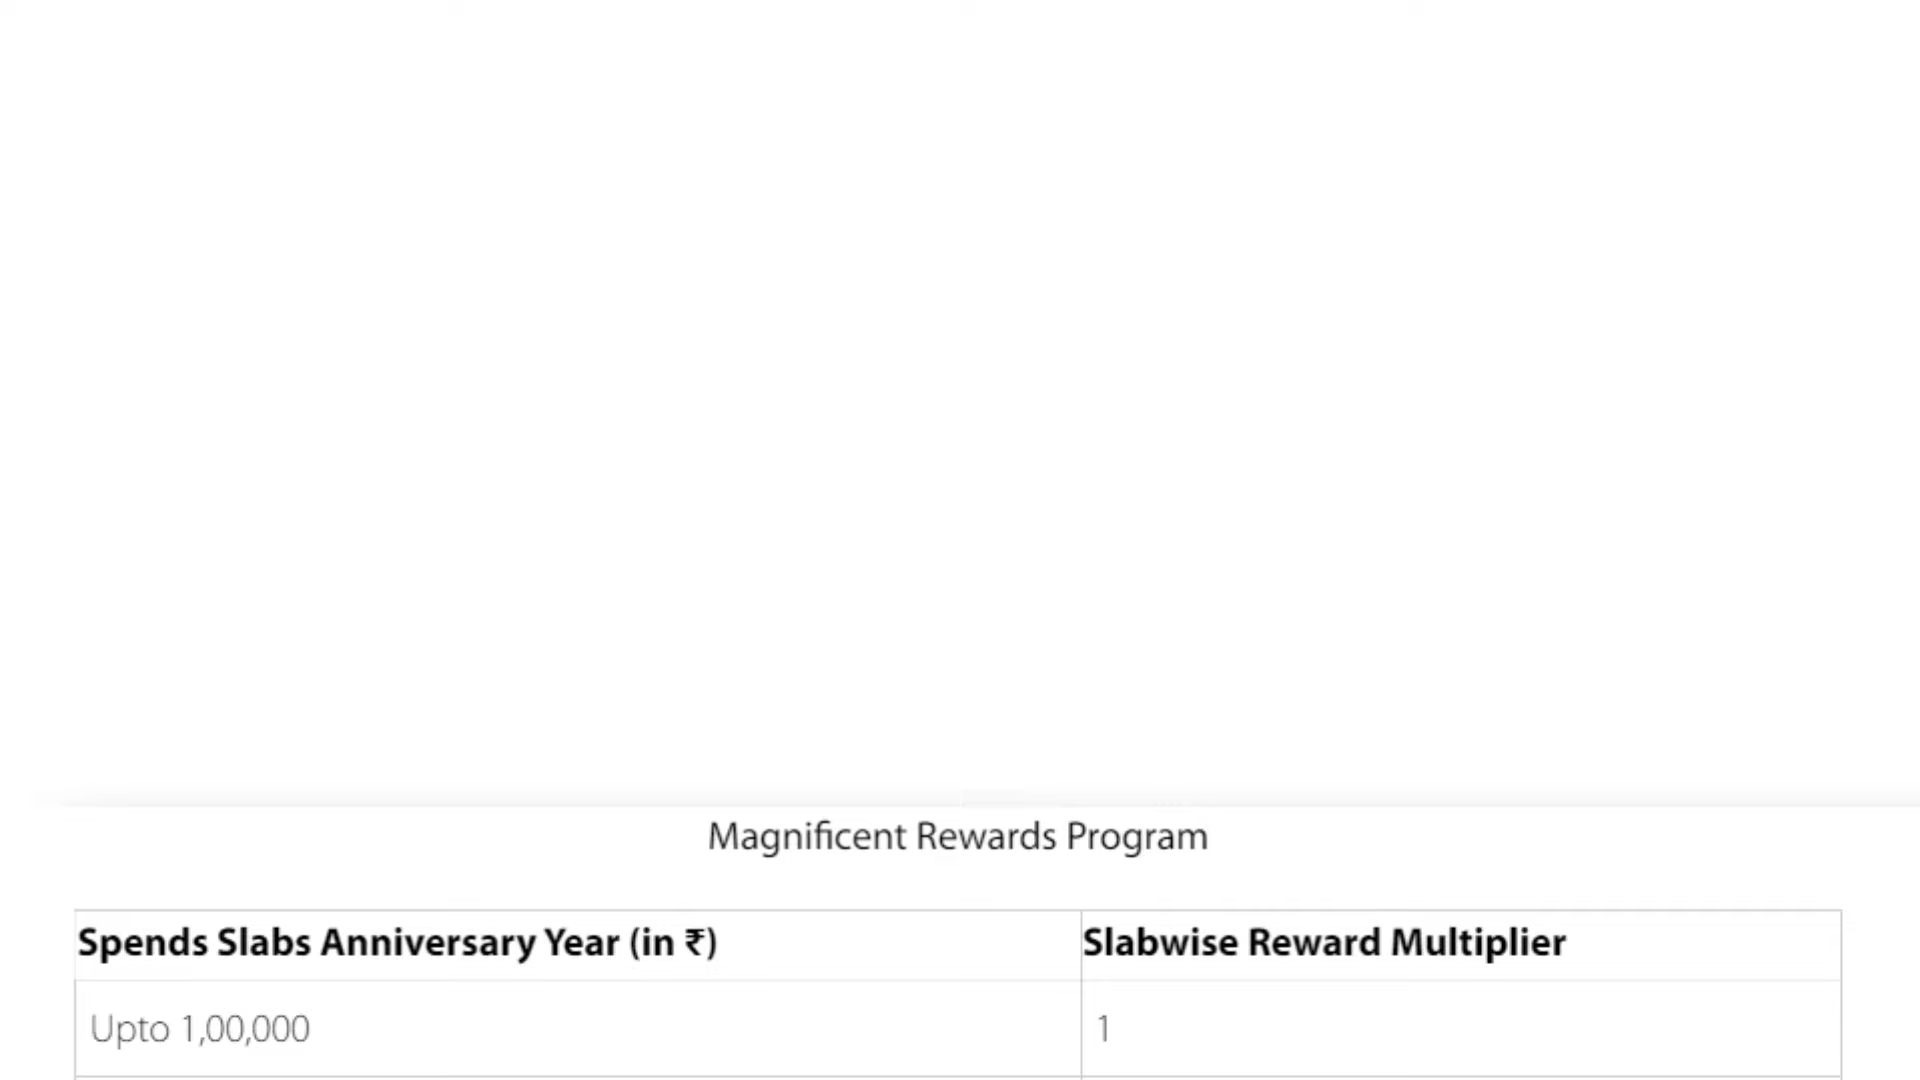 Magnificent Rewards Program
Spends Slabs Anniversary Year (in ₹) Slabwise Reward Multiplier
Upto 1,00,000 1